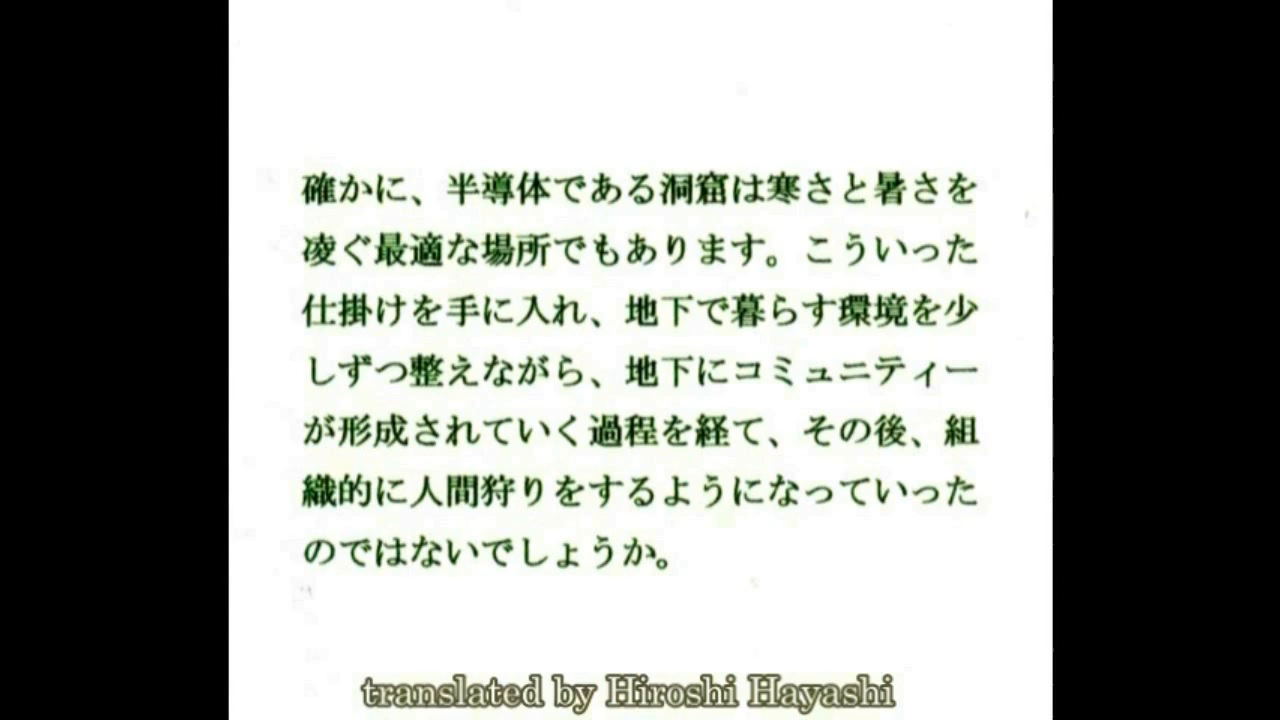 確かに、半導体である洞窟は寒さと暑さを
凌ぐ最適な場所でもあります。こういった
仕掛けを手に入れ、地下で暮らす環境を少
しずつ整えながら、地下にコミュニティー
が形成されていく過程を経て、その後、組
織的に人間狩りをするようになっていった
のではないでしょうか。
translated by Hiroshi Hayashi